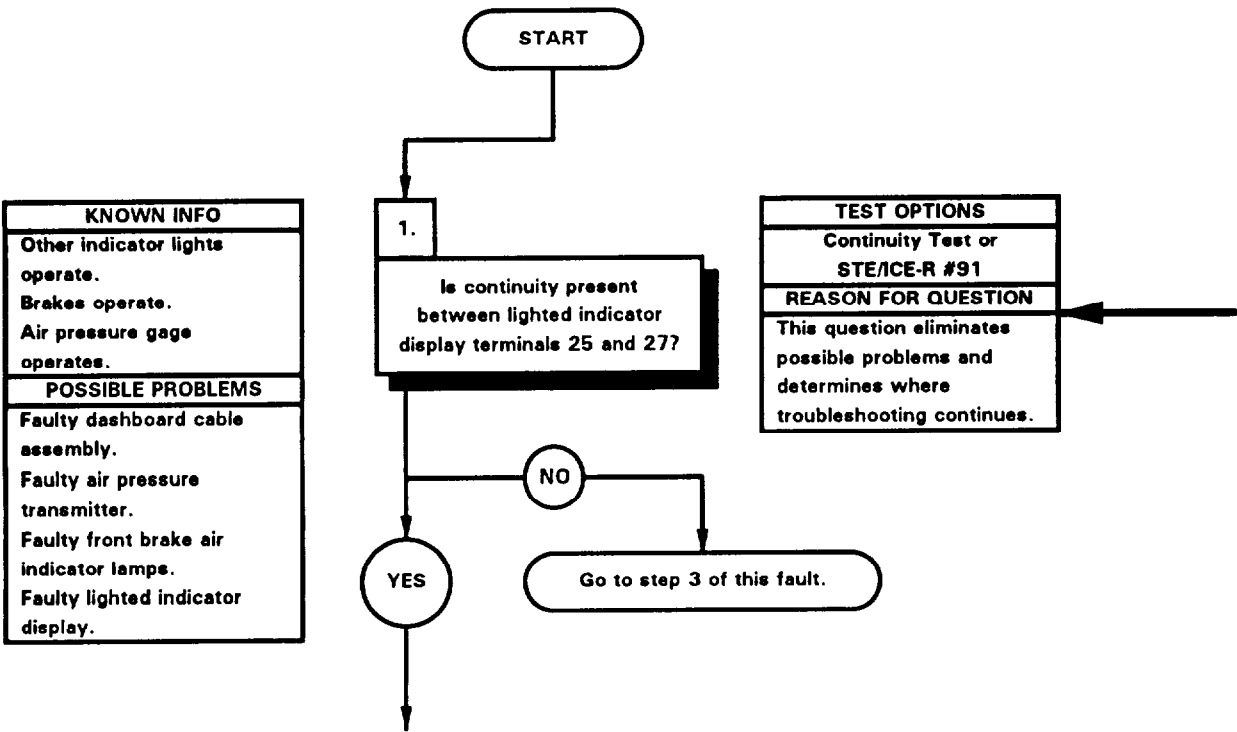 START
KNOWN INFO
Other indicator lights
operate.
Brakes operate.
Air pressure gage
operates.
POSSIBLE PROBLEMS
Faulty dashboard cable
assembly.
Faulty air pressure
transmitter.
Faulty front brake air
indicator lamps.
Faulty lighted indicator
display.
1.
Is continuity present
between lighted indicator
display terminals 25 and 27?
TEST OPTIONS
Continuity Test or
STE/ICE-R #91
REASON FOR QUESTION
This question eliminates
possible problems and
determines where
troubleshooting continues.
NO
YES
Go to step 3 of this fault.